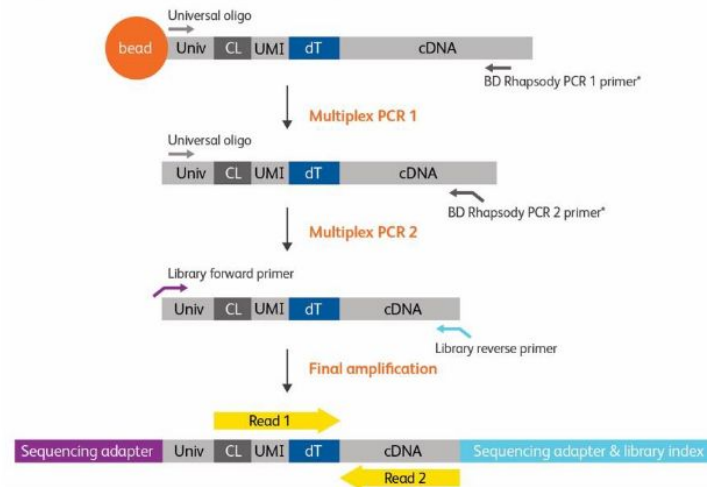 Universal oligo
bead
Univ CL UMI dT cDNA
BD Rhapsody PCR 1 primer*
Multiplex PCR 1
Universal oligo
Univ CL UMI dT cDNA
BD Rhapsody PCR 2 primer*
Multiplex PCR 2
Library forward primer
Univ CL UMI dT cDNA
Library reverse primer
Final amplification
Read 1
Sequencing adapter Univ CL UMI dT cDNA Sequencing adapter & library index
Read 2